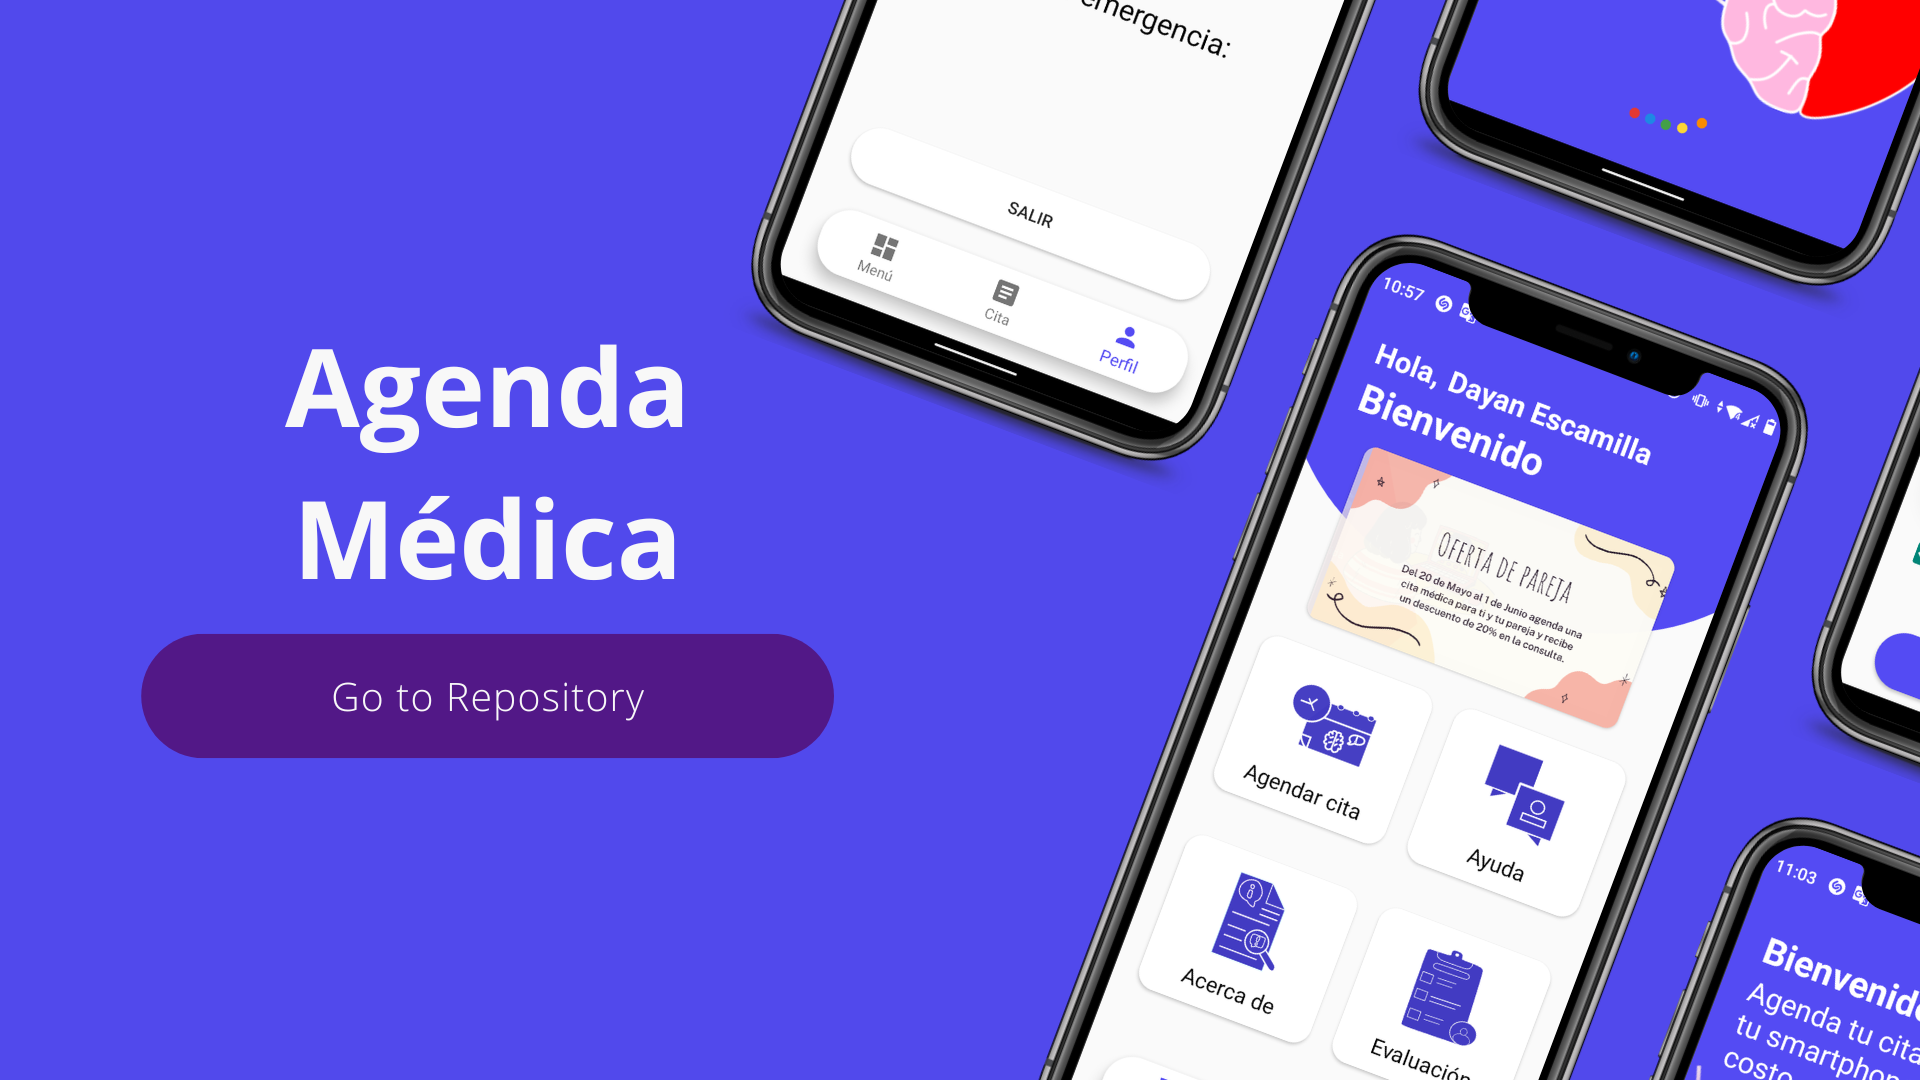 Agenda
Médica
Go to Repository
emergencia:
SALIR
Menú
Cita
Perfil
10:57
Hola, Dayan Escamilla
Bienvenido
OFERTA DE PAREJA
Del 20 de Mayo al 1 de Junio agenda una
cita médica para ti y tu pareja y recibe
un descuento de 20% en la consulta.
Agendar cita
Ayuda
Acerca de
Evaluación
11:03
Bienvenido
Agenda tu cita
tu smartphon
costo